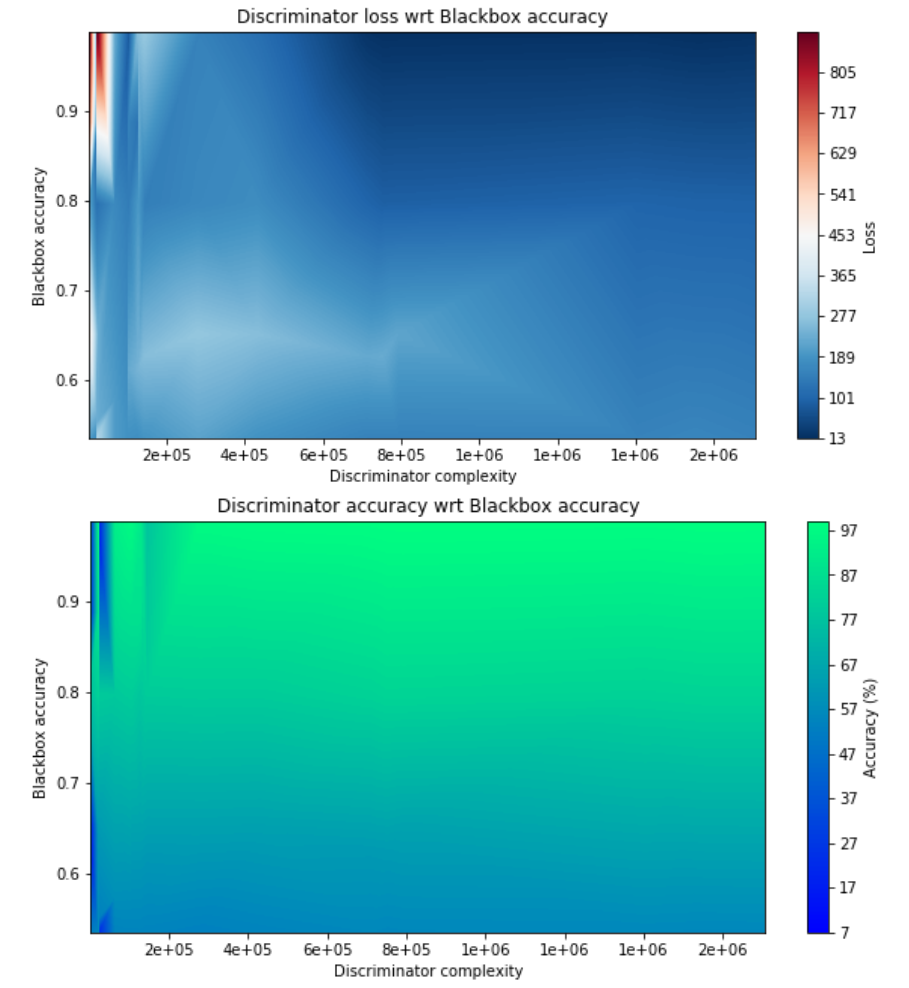 Discriminator loss wrt Blackbox accuracy
0.9
0.8
0.7
0.6
Blackbox accuracy
2e+05 4e+05 6e+05 8e+05 1e+06 1e+06 1e+06 2e+06
Discriminator complexity
805
717
629
541
453
365
277
189
101
13
Loss
Discriminator accuracy wrt Blackbox accuracy
0.9
0.8
0.7
0.6
Blackbox accuracy
2e+05 4e+05 6e+05 8e+05 1e+06 1e+06 1e+06 2e+06
Discriminator complexity
97
87
77
67
57
47
37
27
17
7
Accuracy (%)